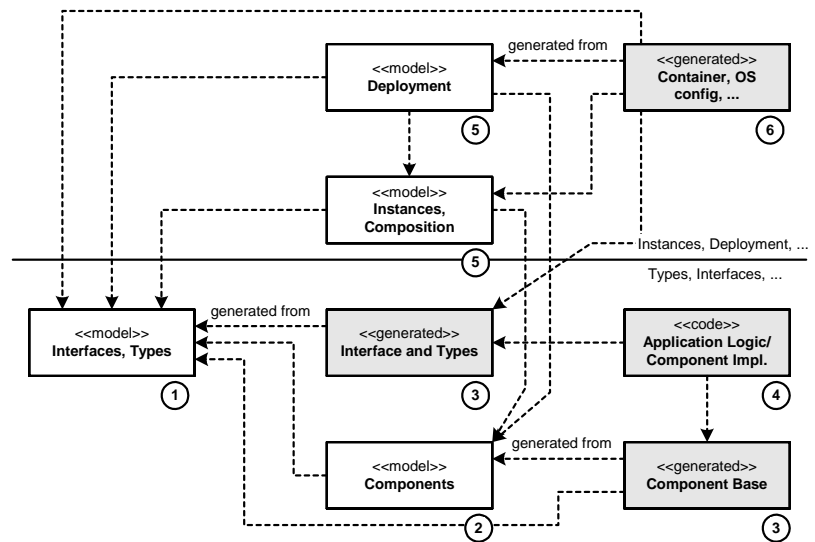 generated from
<<model>>
Deployment
5
<<generated>>
Container, OS
config, ...
6
<<model>>
Instances,
Composition
5
Instances, Deployment, ...
Types, Interfaces, ...
<<model>>
Interfaces, Types
1
generated from
<<generated>>
Interface and Types
3
<<code>>
Application Logic/
Component Impl.
4
<<model>>
Components
2
generated from
<<generated>>
Component Base
3